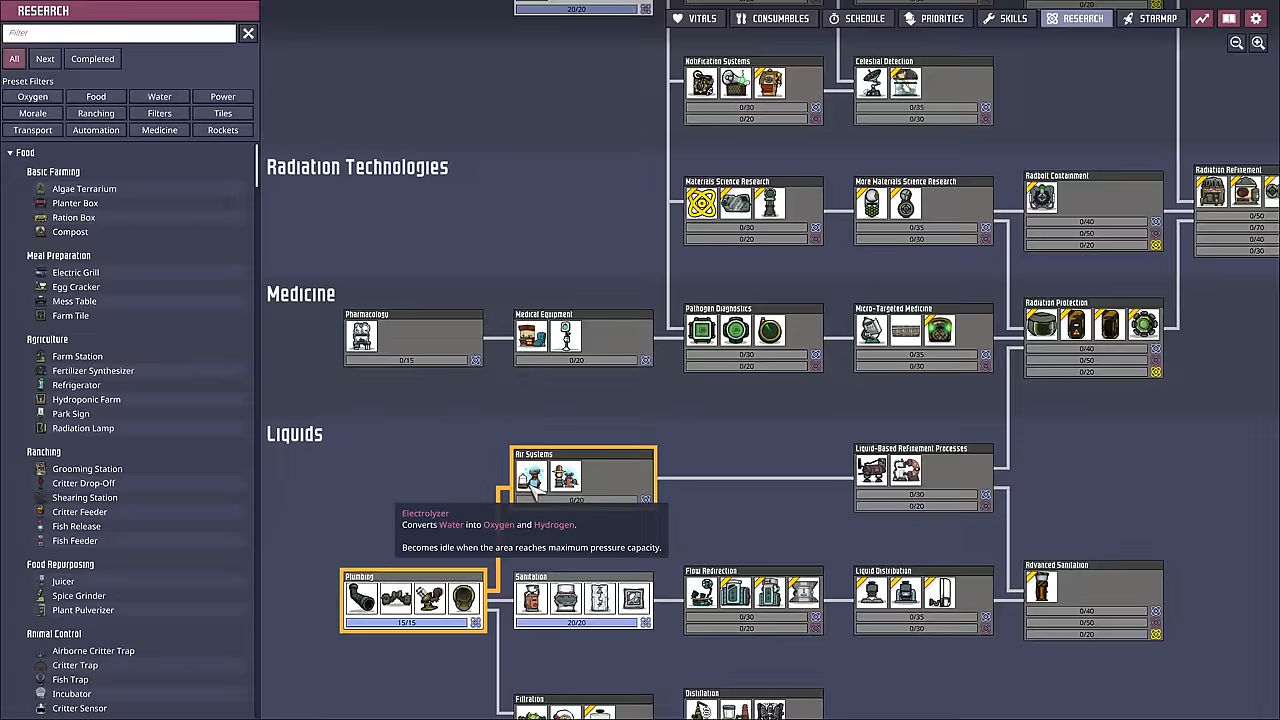 RESEARCH
Filter
All
Next
Completed
Preset Filters
Oxygen
Food
Water
Power
Morale
Ranching
Filters
Tiles
Transport
Automation
Medicine
Rockets
Food
Basic Farming
Algae Terrarium
Planter Box
Ration Box
Compost
Meal Preparation
Electric Grill
Egg Cracker
Mess Table
Farm Tile
Agriculture
Farm Station
Fertilizer Synthesizer
Refrigerator
Hydroponic Farm
Park Sign
Radiation Lamp
Ranching
Grooming Station
Critter Drop-Off
Shearing Station
Critter Feeder
Fish Release
Fish Feeder
Food Repurposing
Juicer
Spice Grinder
Plant Pulverizer
Animal Control
Airborne Critter Trap
Critter Trap
Fish Trap
Incubator
Critter Sensor
VITALS
CONSUMABLES
SCHEDULE
PRIORITIES
SKILLS
RESEARCH
STARMAP
20/20
0/20
0/30
Notification Systems
0/30
0/20
Celestial Detection
0/35
0/30
Radiation Technologies
Materials Science Research
0/30
0/20
More Materials Science Research
0/35
0/30
Radbolt Containment
0/40
0/50
0/20
Radiation Refinement
0/50
0/70
0/40
0/30
Medicine
Pharmacology
0/15
Medical Equipment
0/20
Pathogen Diagnostics
0/30
0/20
Micro-Targeted Medicine
0/35
0/30
Radiation Protection
0/40
0/50
0/20
Liquids
Air Systems
0/20
Liquid-Based Refinement Processes
0/30
0/20
Electrolyzer
Converts Water into Oxygen and Hydrogen.
Becomes idle when the area reaches maximum pressure capacity.
Plumbing
15/15
Sanitation
20/20
Flow Redirection
0/30
0/20
Liquid Distribution
0/35
0/30
Advanced Sanitation
0/40
0/50
0/20
Filtration
Distillation